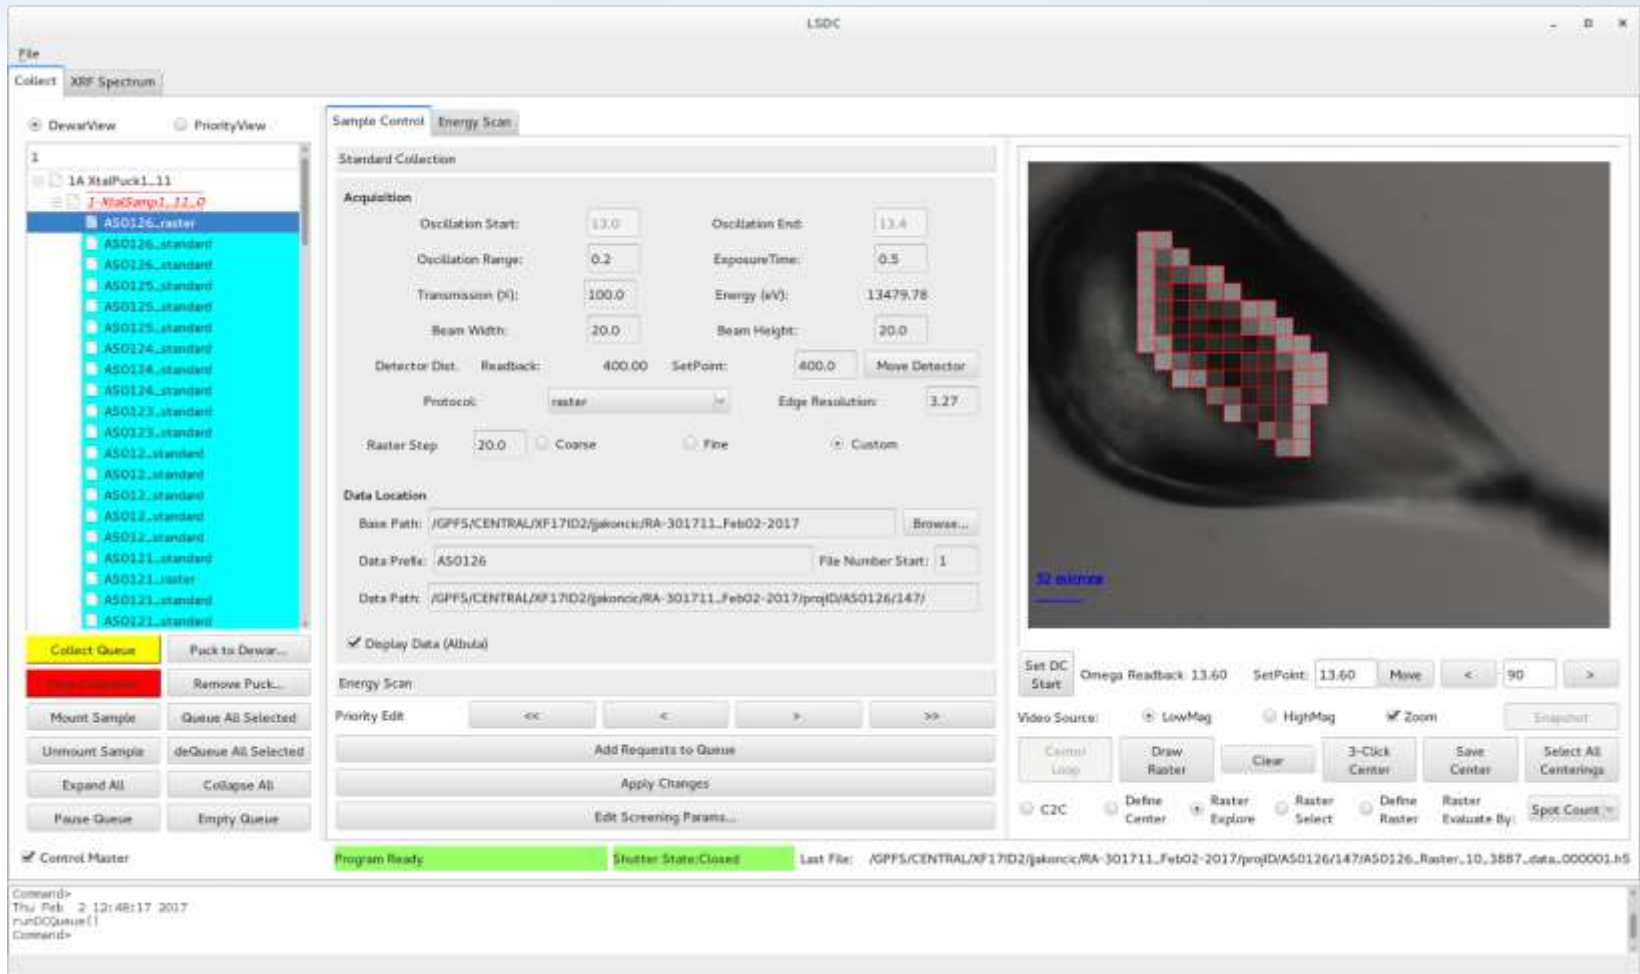 LSDC
File
Collect XRF Spectrum
DewarView PriorityView
1
1A XtalPuck1_11
1-XtalSamp1_11_0
AS0126_raster
AS0126_standard
AS0126_standard
AS0125_standard
AS0125_standard
AS0125_standard
AS0124_standard
AS0124_standard
AS0124_standard
AS0123_standard
AS0123_standard
AS012_standard
AS012_standard
AS012_standard
AS012_standard
AS012_standard
AS0121_standard
AS0121_raster
AS0121_standard
AS0121_standard
Collect Queue Puck to Dewar...
Remove Puck...
Mount Sample Queue All Selected
Unmount Sample deQueue All Selected
Expand All Collapse All
Pause Queue Empty Queue
Control Master
Sample Control Energy Scan
Standard Collection
Acquisition
Oscillation Start: 13.0 Oscillation End: 13.4
Oscillation Range: 0.2 ExposureTime: 0.5
Transmission (%): 100.0 Energy (eV): 13479.78
Beam Width: 20.0 Beam Height: 20.0
Detector Dist. Readback: 400.00 SetPoint: 400.0 Move Detector
Protocol: raster Edge Resolution: 3.27
Raster Step 20.0 Coarse Fine Custom
Data Location
Base Path: /GPFS/CENTRAL/XF17ID2/jjakoncic/RA-301711_Feb02-2017 Browse...
Data Prefix: AS0126 File Number Start: 1
Data Path: /GPFS/CENTRAL/XF17ID2/jjakoncic/RA-301711_Feb02-2017/projID/AS0126/147/
Display Data (Albula)
Energy Scan
Priority Edit << < > >>
Add Requests to Queue
Apply Changes
Edit Screening Params...
52 microns
Set DC Start Omega Readback: 13.60 SetPoint: 13.60 Move < 90 >
Video Source: LowMag HighMag Zoom Snapshot
Center Loop Draw Raster Clear 3-Click Center Save Center Select All Centerings
C2C Define Center Raster Explore Raster Select Define Raster Raster Evaluate By: Spot Count
Program Ready Shutter State:Closed Last File: /GPFS/CENTRAL/XF17ID2/jjakoncic/RA-301711_Feb02-2017/projID/AS0126/147/AS0126_Raster_10_3887_data_000001.h5
Command>
Thu Feb 2 12:48:17 2017
runDCQueue()
Command>